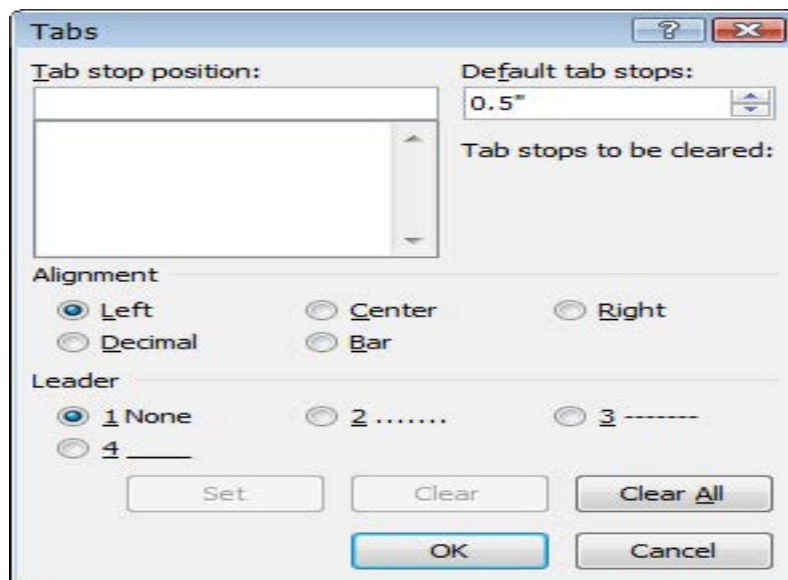 Tabs
Tab stop position:
Default tab stops:
0.5"
Tab stops to be cleared:
Alignment
Left Center Right
Decimal Bar
Leader
1 None 2 ....... 3 -------
4 ____
Set Clear Clear All
OK Cancel